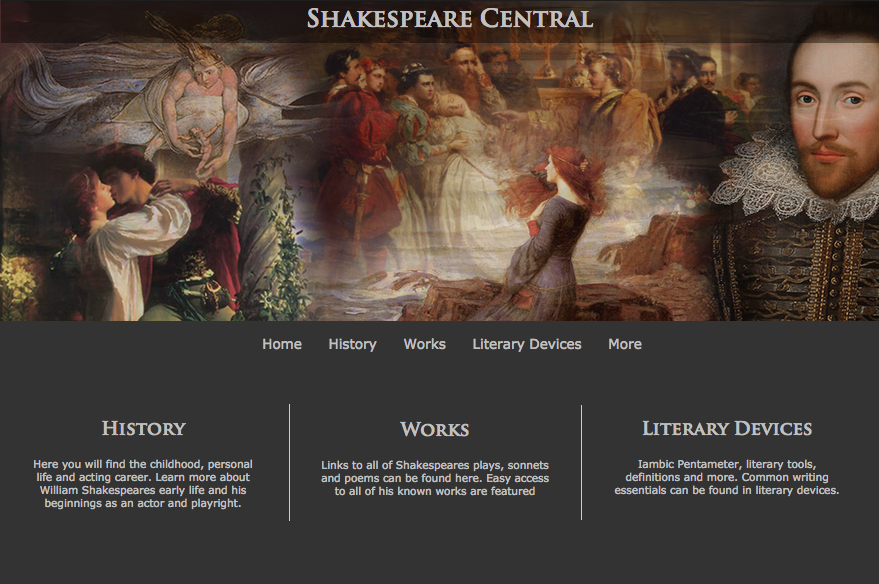 Shakespeare Central
Home History Works Literary Devices More
History
Here you will find the childhood, personal
life and acting career. Learn more about
William Shakespeares early life and his
beginnings as an actor and playright.
Works
Links to all of Shakespeares plays, sonnets
and poems can be found here. Easy access
to all of his known works are featured
Literary Devices
Iambic Pentameter, literary tools,
definitions and more. Common writing
essentials can be found in literary devices.